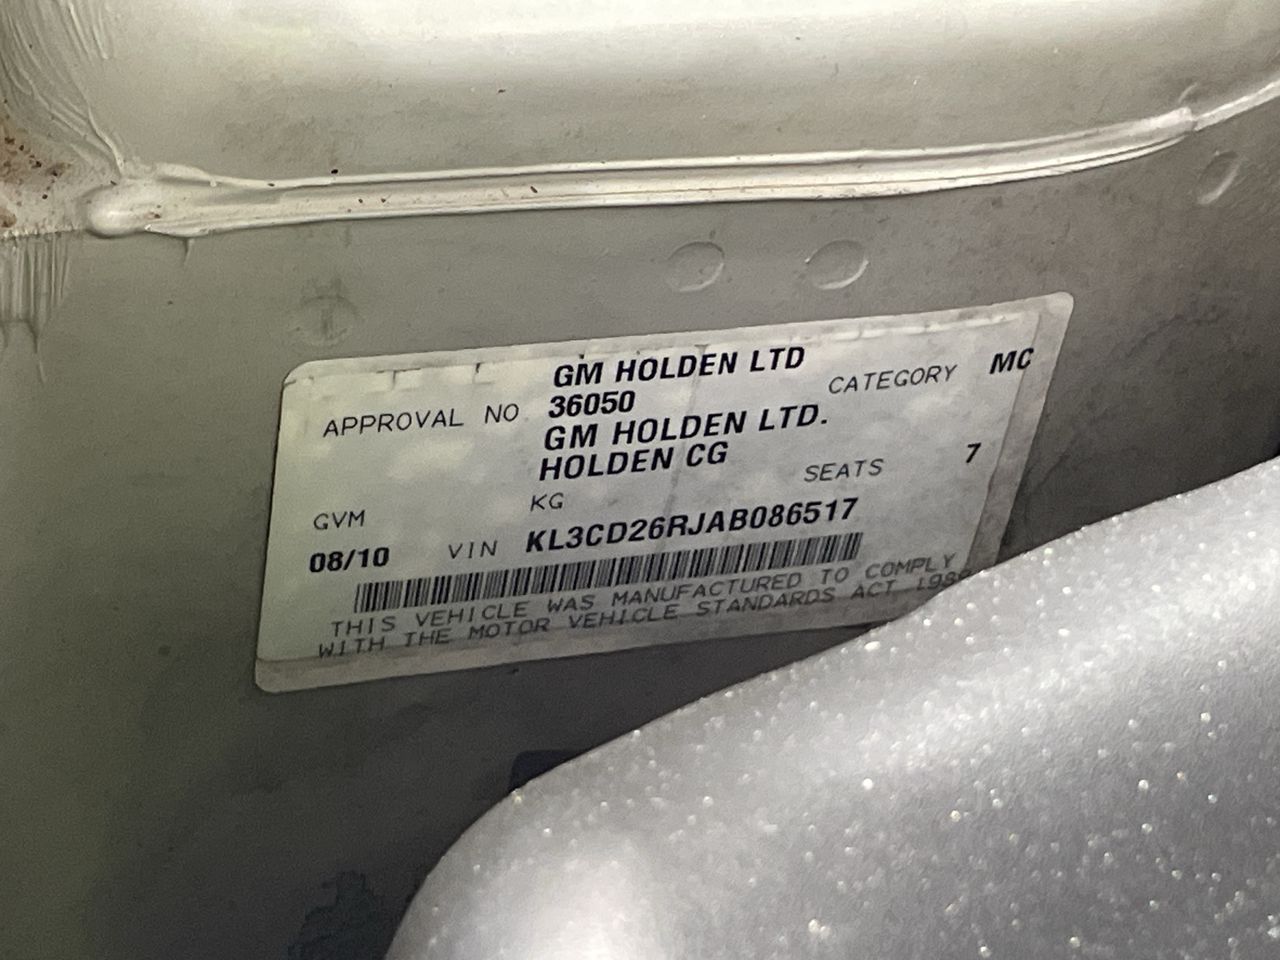 GM HOLDEN LTD
APPROVAL NO 36050 CATEGORY MC
GM HOLDEN LTD.
HOLDEN CG
GVM KG SEATS 7
08/10 VIN KL3CD26RJAB086517
THIS VEHICLE WAS MANUFACTURED TO COMPLY
WITH THE MOTOR VEHICLE STANDARDS ACT 1989